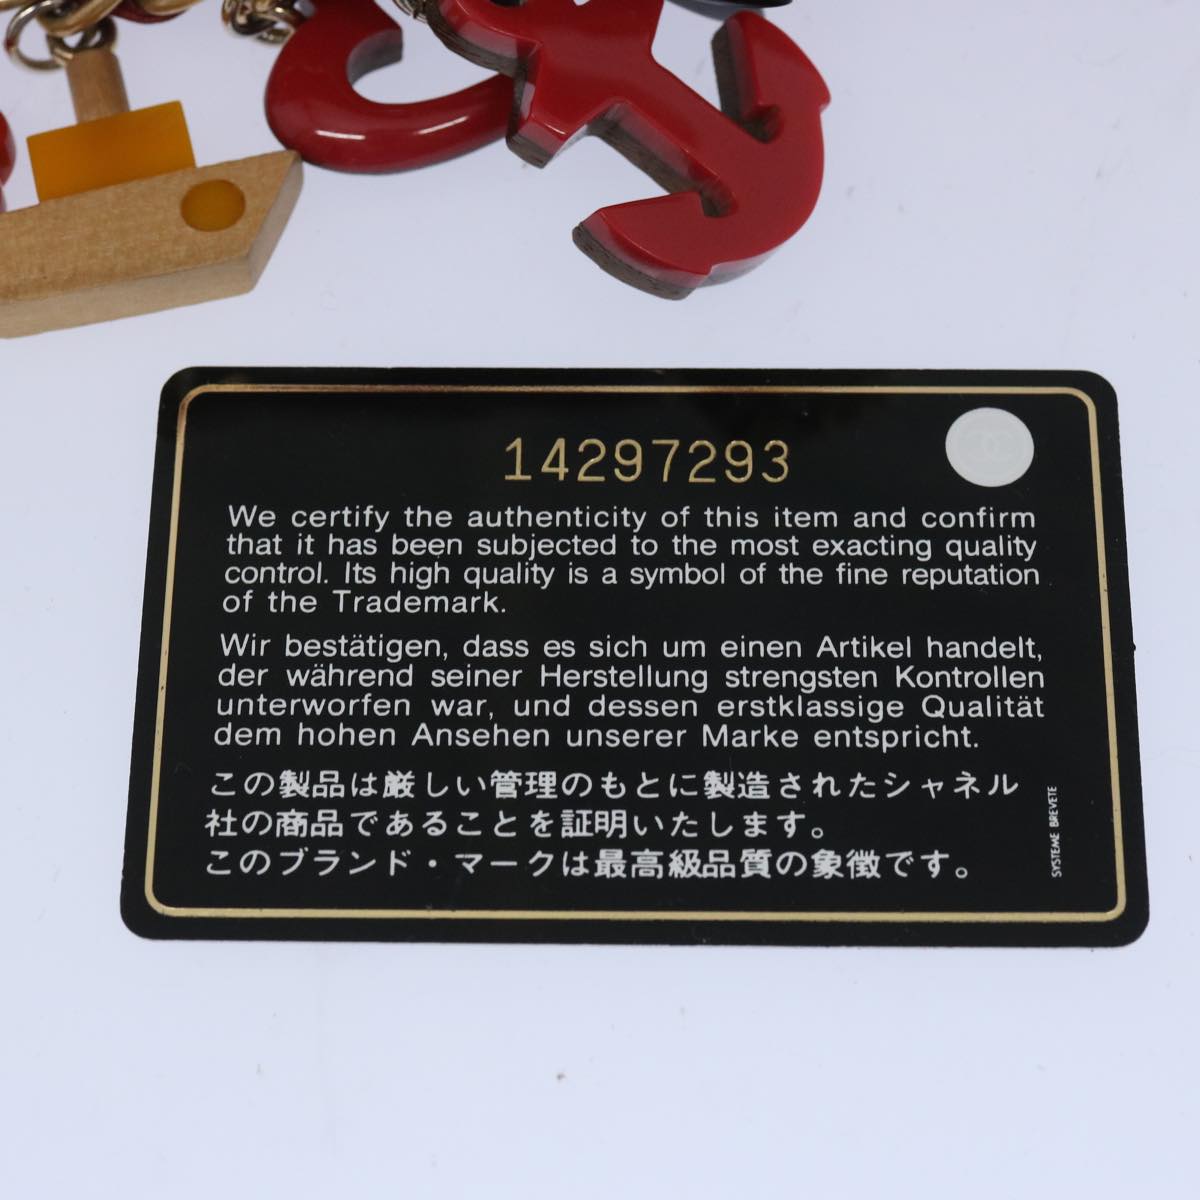 14297293
We certify the authenticity of this item and confirm
that it has been subjected to the most exacting quality
control. Its high quality is a symbol of the fine reputation
of the Trademark.
Wir bestätigen, dass es sich um einen Artikel handelt,
der während seiner Herstellung strengsten Kontrollen
unterworfen war, und dessen erstklassige Qualität
dem hohen Ansehen unserer Marke entspricht.
この製品は厳しい管理のもとに製造されたシャネル
社の商品であることを証明いたします。
このブランド・マークは最高級品質の象徴です。
SYSTEME BREVETE